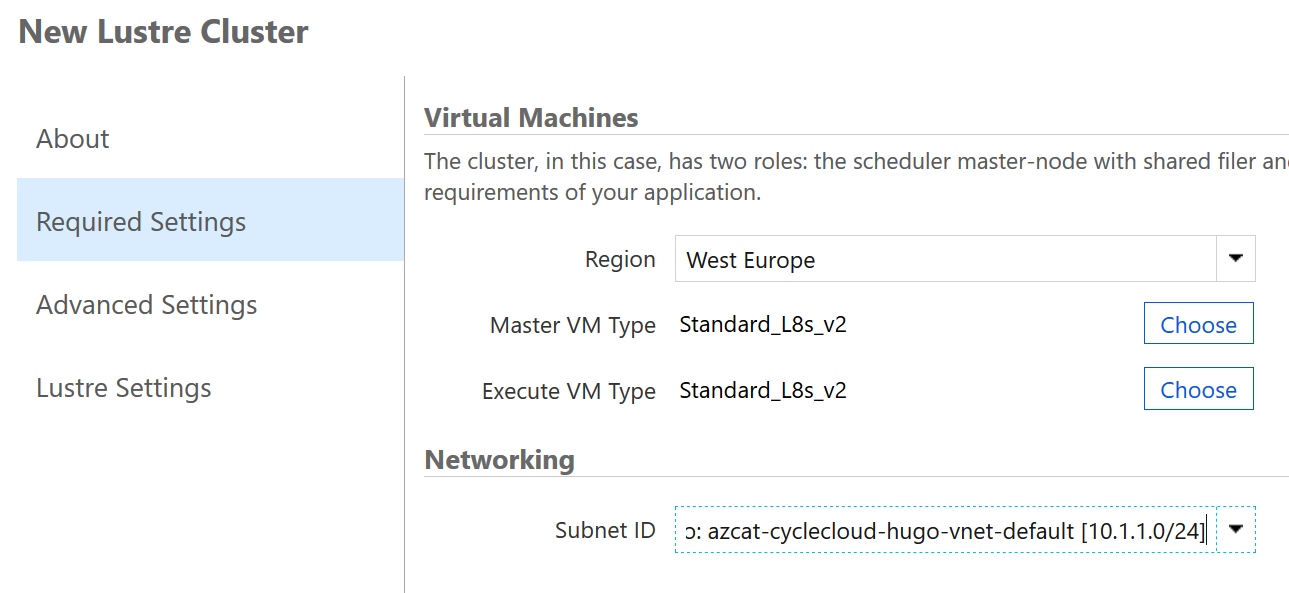 New Lustre Cluster
About
Required Settings
Advanced Settings
Lustre Settings
Virtual Machines
The cluster, in this case, has two roles: the scheduler master-node with shared filer
requirements of your application.
Region West Europe
Master VM Type Standard_L8s_v2 Choose
Execute VM Type Standard_L8s_v2 Choose
Networking
Subnet ID azcat-cyclecloud-hugo-vnet-default [10.1.1.0/24]